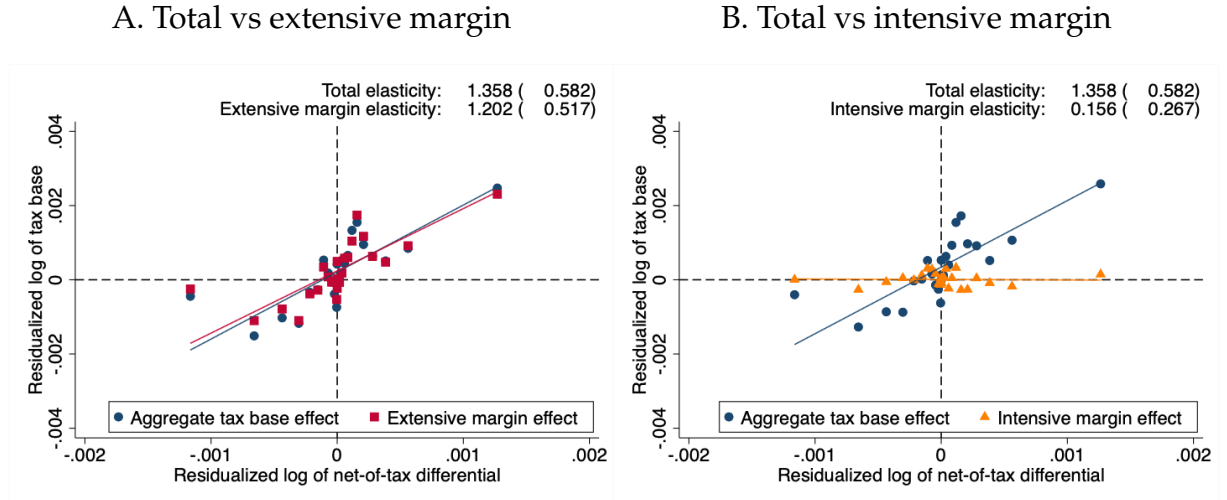 A. Total vs extensive margin
Total elasticity: 1.358 ( 0.582)
Extensive margin elasticity: 1.202 ( 0.517)
Residualized log of tax base
.004
.002
0
-.002
-.004
Aggregate tax base effect
Extensive margin effect
-.002
-.001
0
.001
.002
Residualized log of net-of-tax differential
B. Total vs intensive margin
Total elasticity: 1.358 ( 0.582)
Intensive margin elasticity: 0.156 ( 0.267)
Residualized log of tax base
.004
.002
0
-.002
-.004
Aggregate tax base effect
Intensive margin effect
-.002
-.001
0
.001
.002
Residualized log of net-of-tax differential